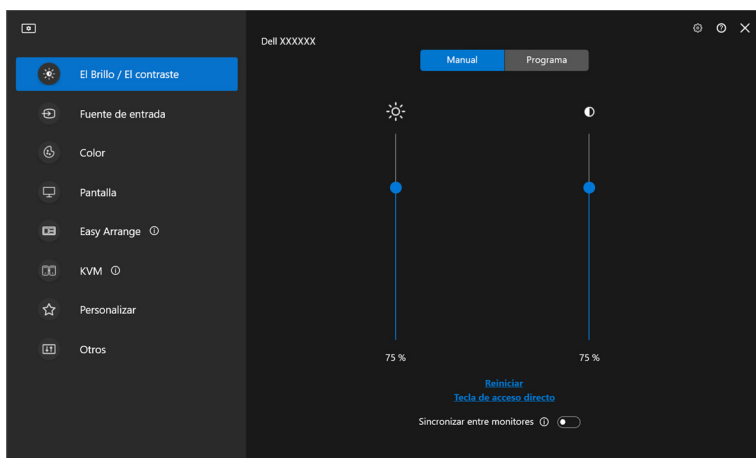 Dell XXXXXX
Manual
Programa
El Brillo / El contraste
Fuente de entrada
Color
Pantalla
Easy Arrange
KVM
Personalizar
Otros
75 %
75 %
Reiniciar
Tecla de acceso directo
Sincronizar entre monitores